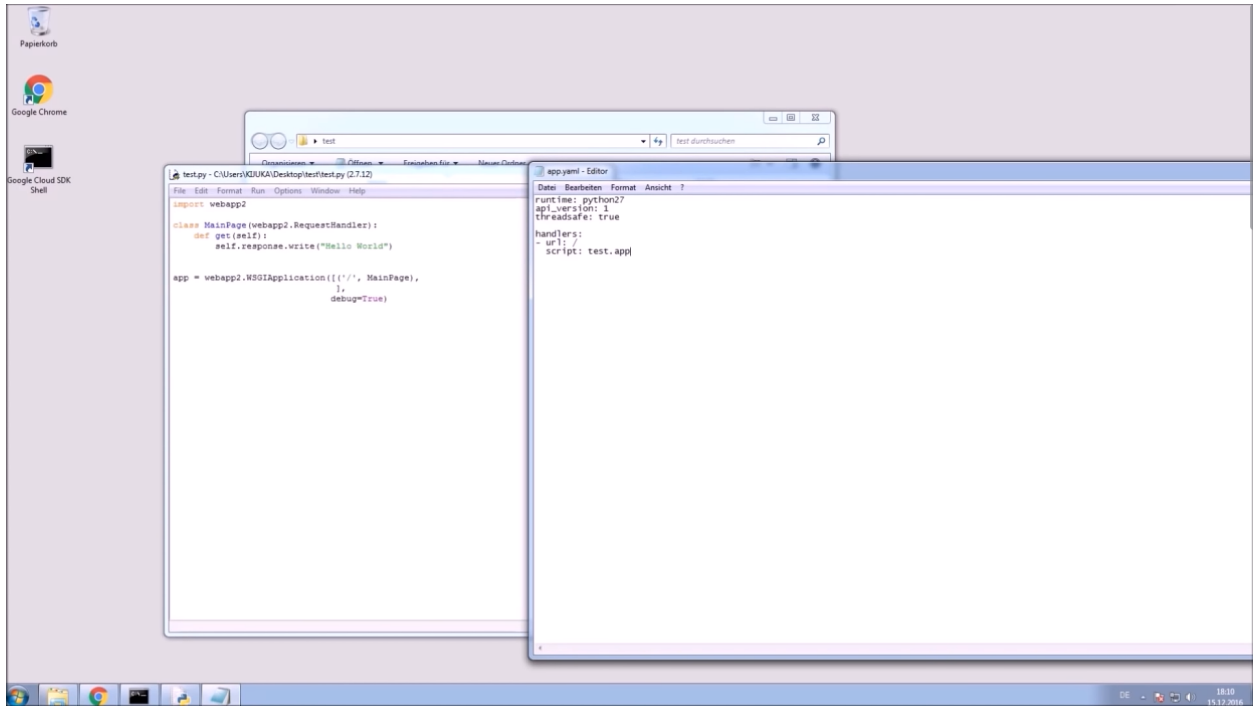 Papierkorb
Google Chrome
Google Cloud SDK
Shell
test
test durchsuchen
Organisieren
Öffnen
Freigeben für
Neuer Ordner
test.py - C:\Users\KIJUKA\Desktop\test\test.py (2.7.12)
File Edit Format Run Options Window Help
import webapp2
class MainPage(webapp2.RequestHandler):
def get(self):
self.response.write("Hello World")
app = webapp2.WSGIApplication([('/', MainPage),
],
debug=True)
app.yaml - Editor
Datei Bearbeiten Format Ansicht ?
runtime: python27
api_version: 1
threadsafe: true
handlers:
- url: /
script: test.app
DE
18:10
15.12.2016